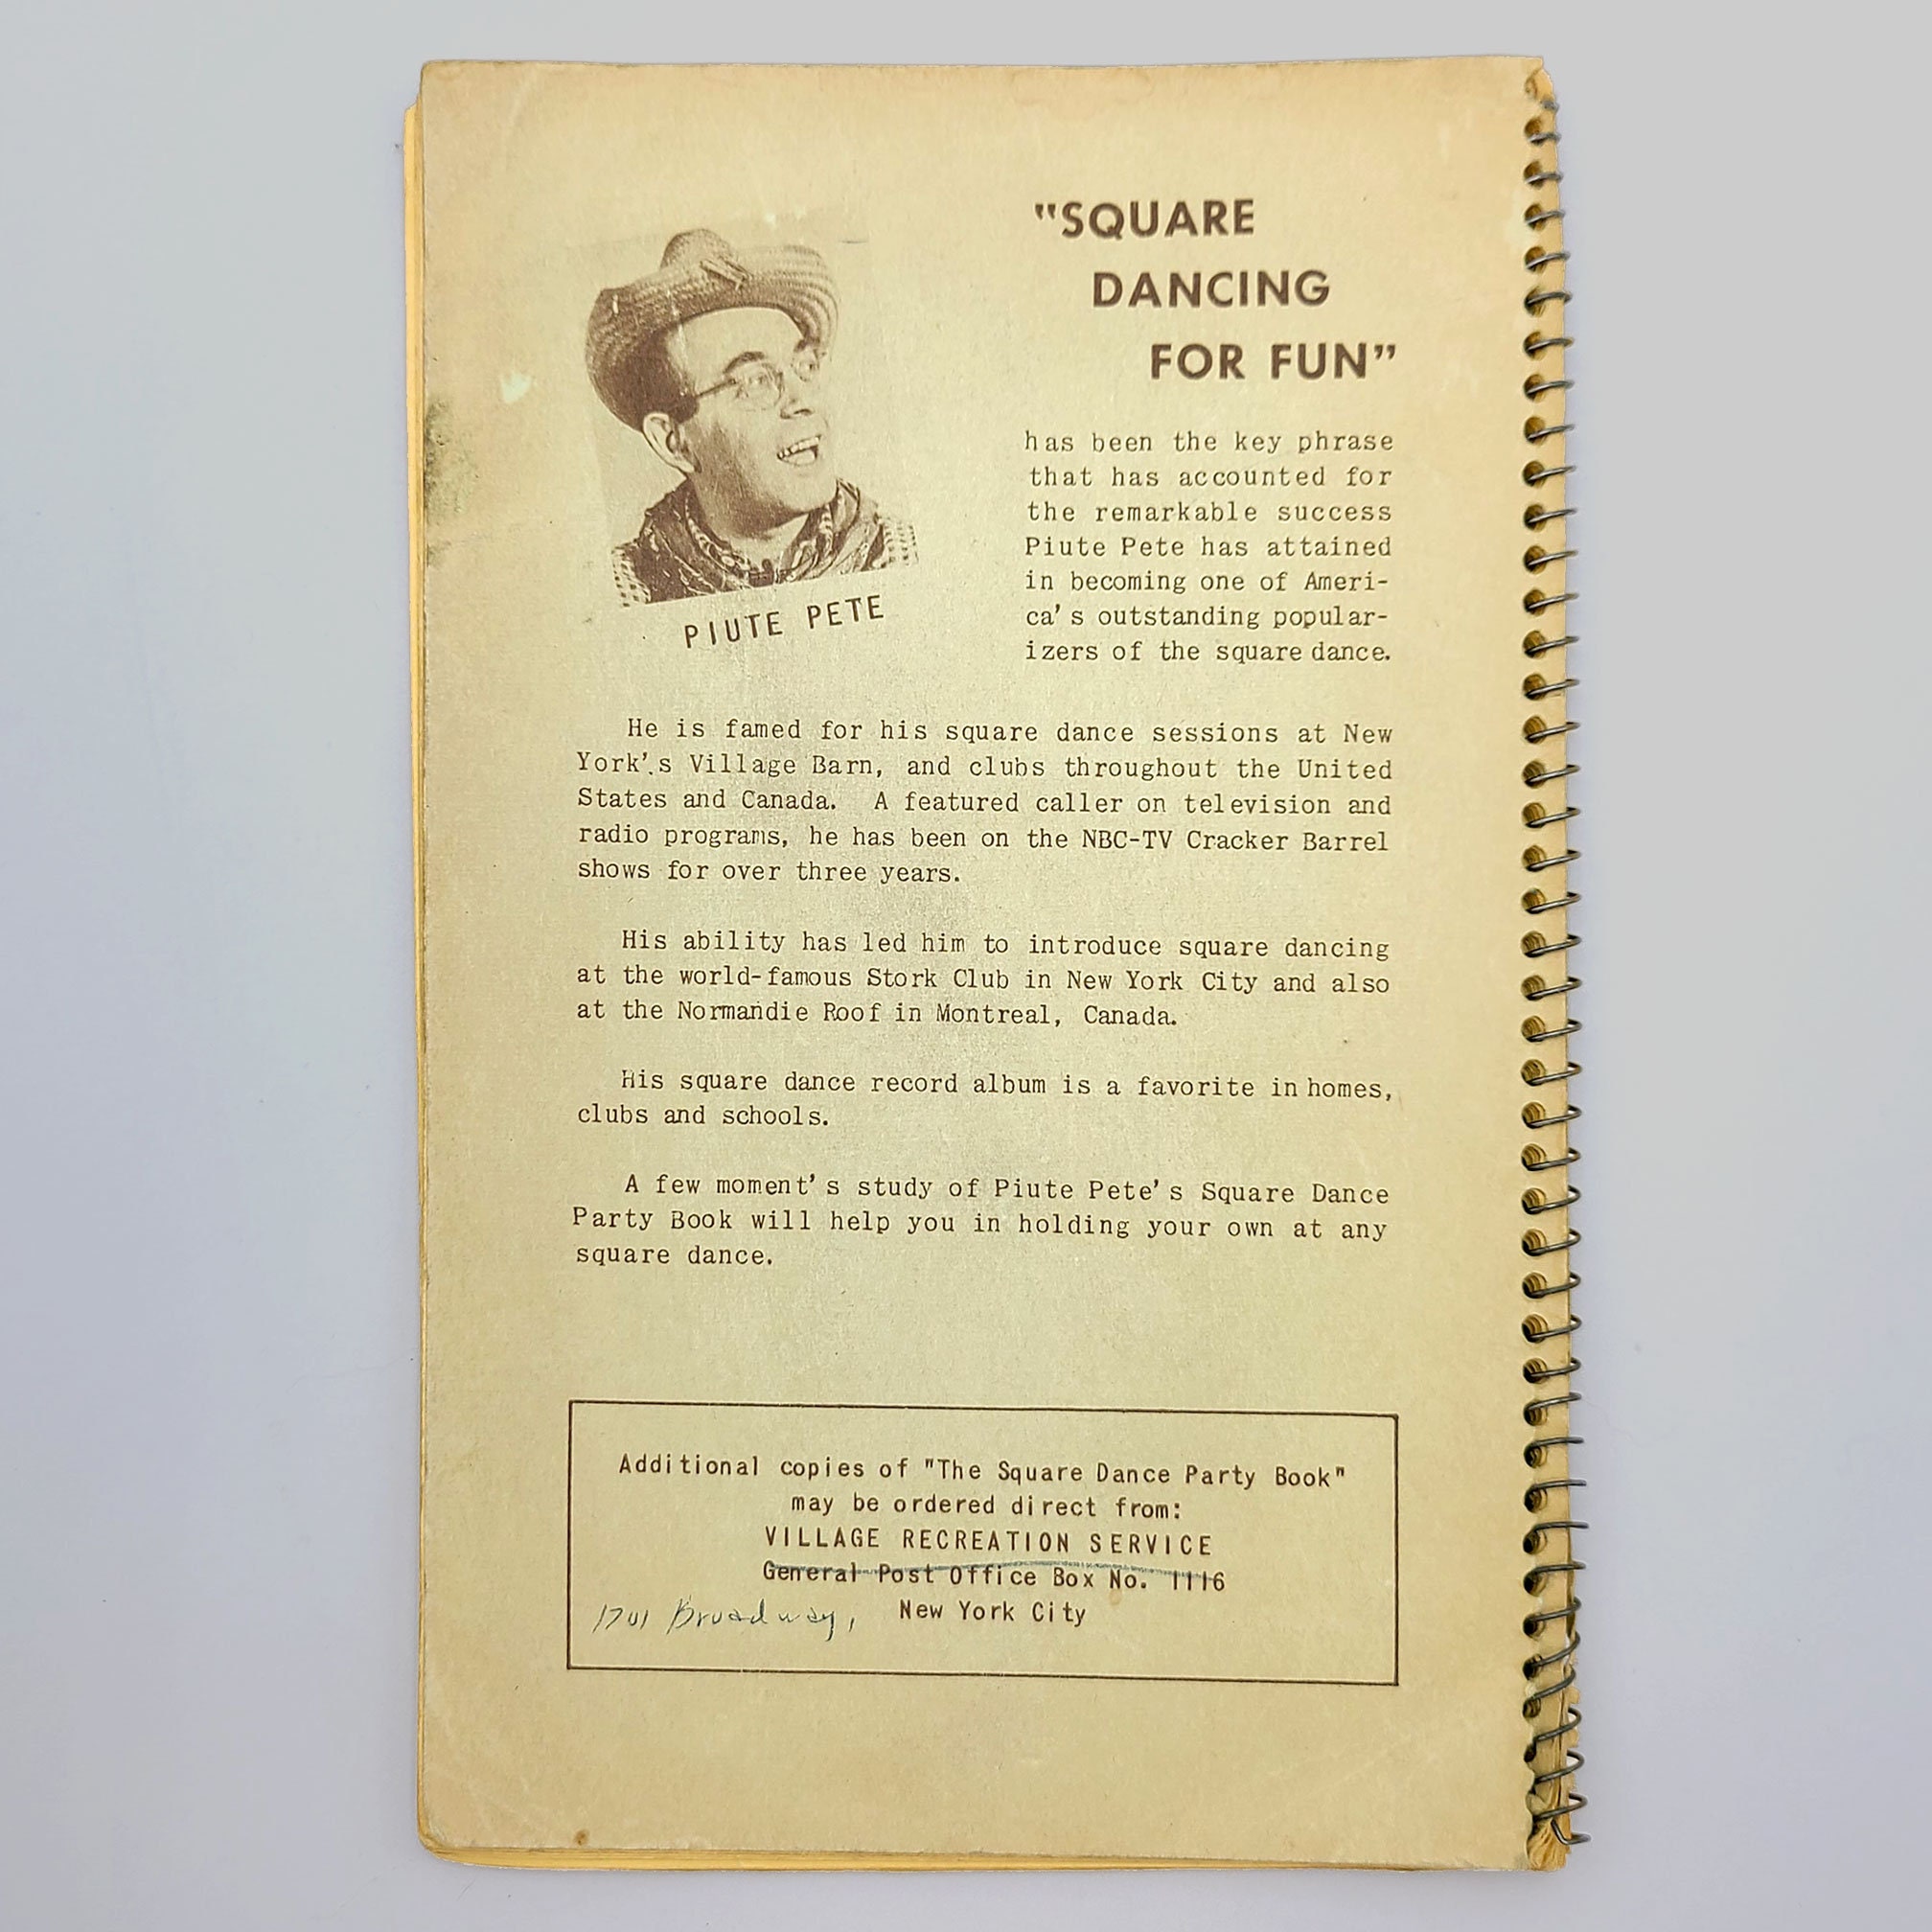 "SQUARE
DANCING
FOR FUN"
has been the key phrase
that has accounted for
the remarkable success
Piute Pete has attained
in becoming one of Ameri-
ca's outstanding popular-
izers of the square dance.
PIUTE PETE
He is famed for his square dance sessions at New
York's Village Barn, and clubs throughout the United
States and Canada. A featured caller on television and
radio programs, he has been on the NBC-TV Cracker Barrel
shows for over three years.
His ability has led him to introduce square dancing
at the world-famous Stork Club in New York City and also
at the Normandie Roof in Montreal, Canada.
His square dance record album is a favorite in homes,
clubs and schools.
A few moment's study of Piute Pete's Square Dance
Party Book will help you in holding your own at any
square dance.
Additional copies of "The Square Dance Party Book"
may be ordered direct from:
VILLAGE RECREATION SERVICE
General Post Office Box No. 1116
1701 Broadway, New York City